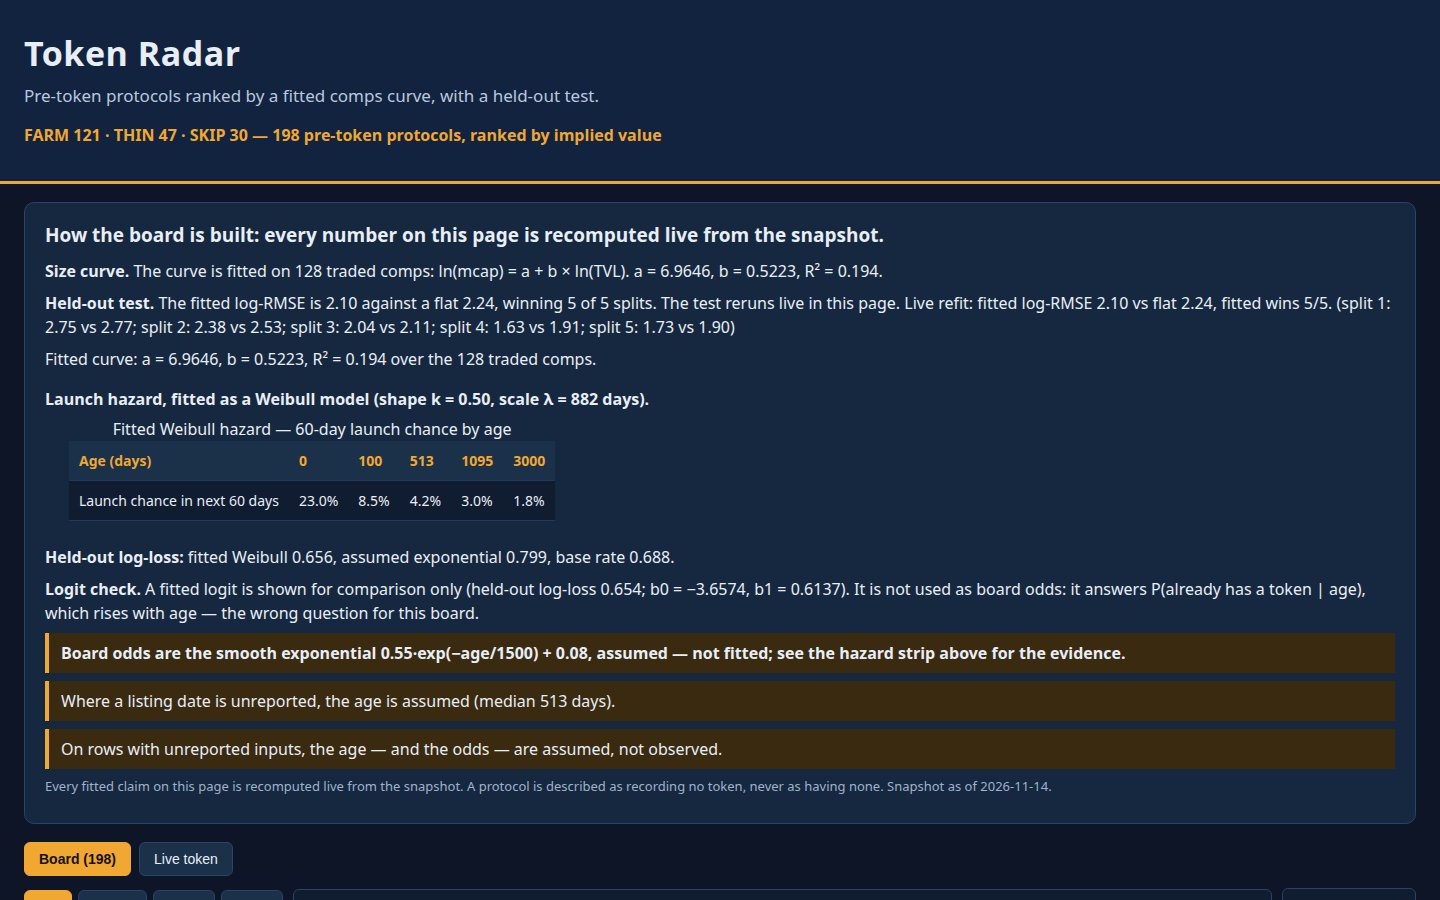 Token Radar
Pre-token protocols ranked by a fitted comps curve, with a held-out test.
FARM 121 · THIN 47 · SKIP 30 — 198 pre-token protocols, ranked by implied value
How the board is built: every number on this page is recomputed live from the snapshot.
Size curve. The curve is fitted on 128 traded comps: ln(mcap) = a + b × ln(TVL). a = 6.9646, b = 0.5223, R² = 0.194.
Held-out test. The fitted log-RMSE is 2.10 against a flat 2.24, winning 5 of 5 splits. The test reruns live in this page. Live refit: fitted log-RMSE 2.10 vs flat 2.24, fitted wins 5/5. (split 1:
2.75 vs 2.77; split 2: 2.38 vs 2.53; split 3: 2.04 vs 2.11; split 4: 1.63 vs 1.91; split 5: 1.73 vs 1.90)
Fitted curve: a = 6.9646, b = 0.5223, R² = 0.194 over the 128 traded comps.
Launch hazard, fitted as a Weibull model (shape k = 0.50, scale λ = 882 days).
Fitted Weibull hazard — 60-day launch chance by age
Age (days) 0 100 513 1095 3000
Launch chance in next 60 days 23.0% 8.5% 4.2% 3.0% 1.8%
Held-out log-loss: fitted Weibull 0.656, assumed exponential 0.799, base rate 0.688.
Logit check. A fitted logit is shown for comparison only (held-out log-loss 0.654; b0 = −3.6574, b1 = 0.6137). It is not used as board odds: it answers P(already has a token | age),
which rises with age — the wrong question for this board.
Board odds are the smooth exponential 0.55·exp(−age/1500) + 0.08, assumed — not fitted; see the hazard strip above for the evidence.
Where a listing date is unreported, the age is assumed (median 513 days).
On rows with unreported inputs, the age — and the odds — are assumed, not observed.
Every fitted claim on this page is recomputed live from the snapshot. A protocol is described as recording no token, never as having none. Snapshot as of 2026-11-14.
Board (198) Live token